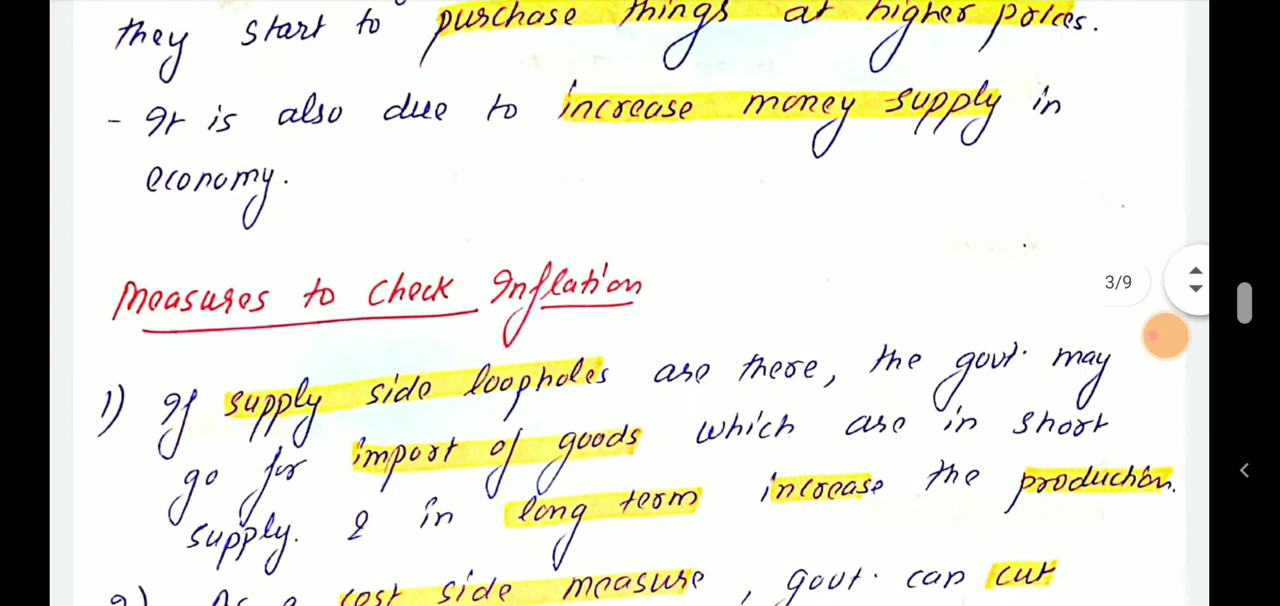 they start to purchase things at higher prices.
- It is also due to increase money supply in
economy.
Measures to Check Inflation
3/9
1) If supply side loopholes are there, the govt. may
go for import of goods which are in short
supply. & in long term increase the production.
2) As a cost side measure, govt. can cut